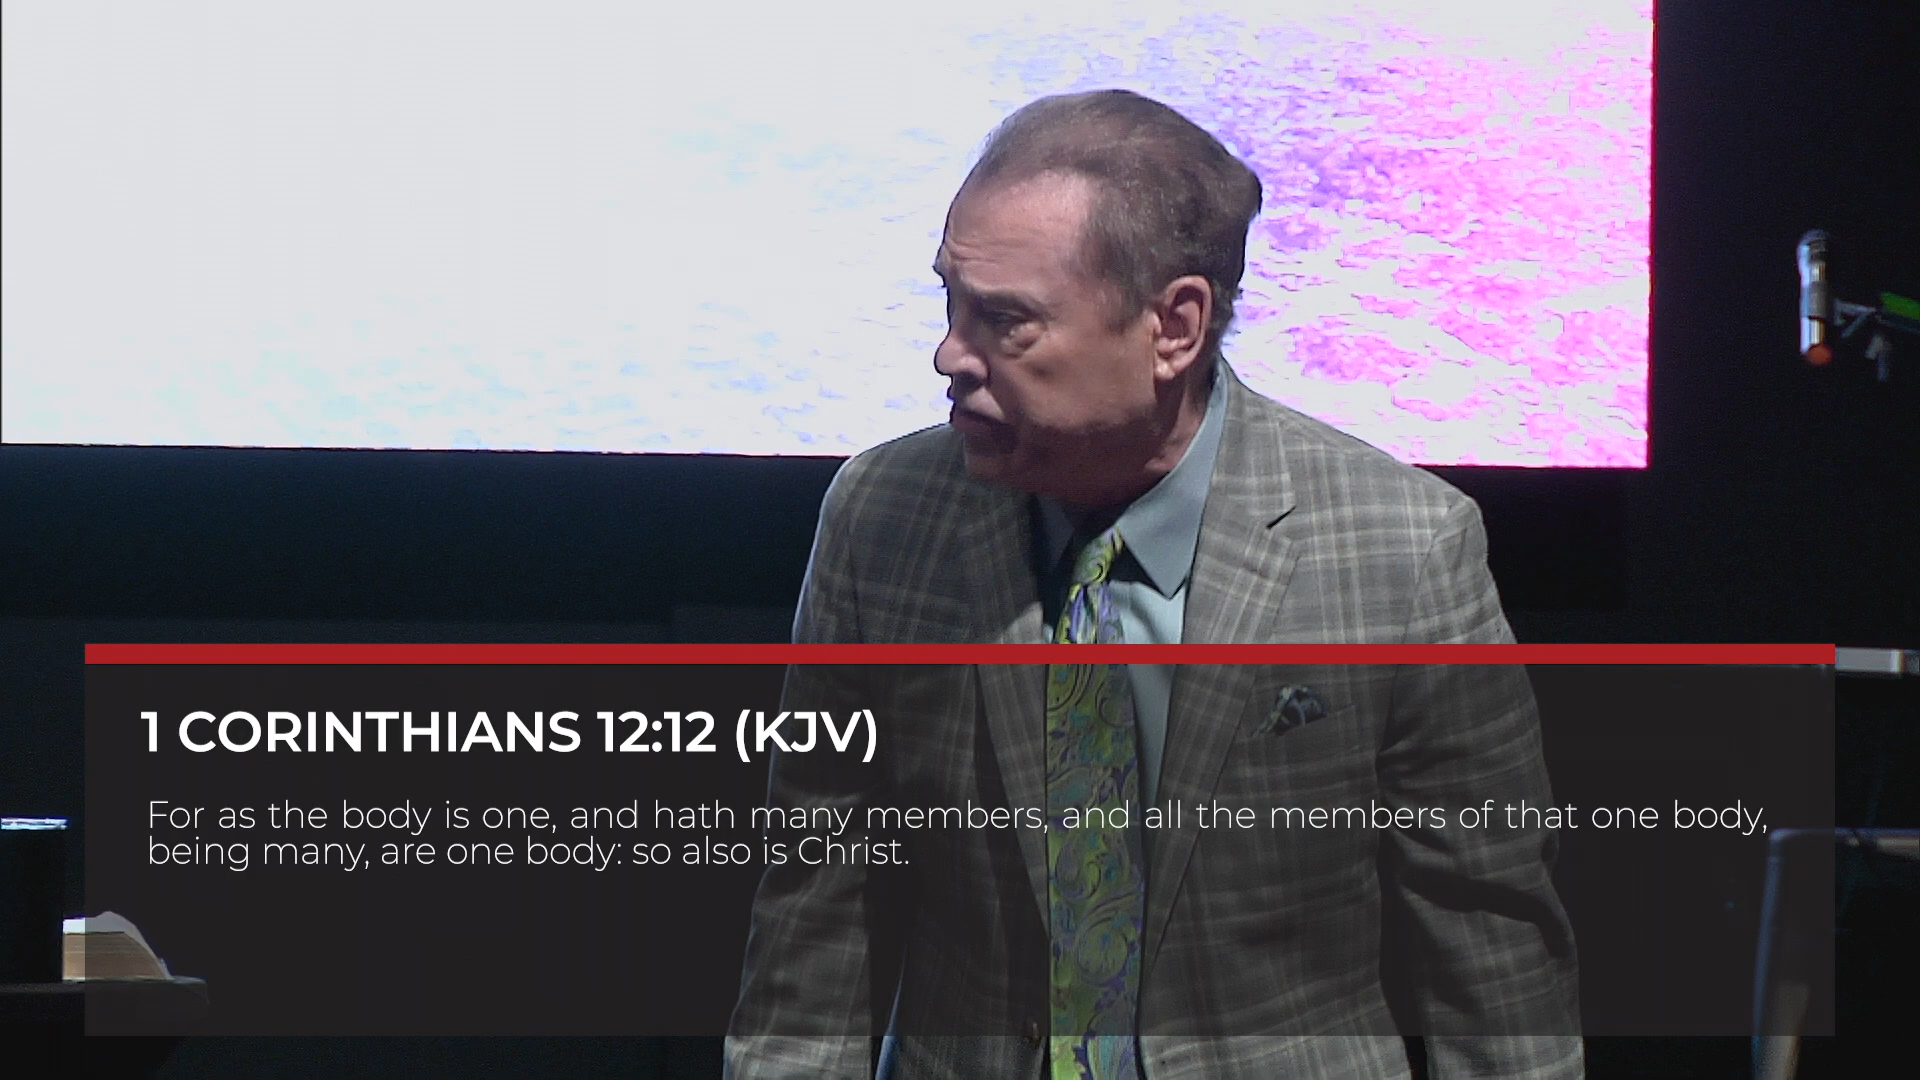 1 CORINTHIANS 12:12 (KJV)
For as the body is one, and hath many members, and all the members of that one body,
being many, are one body: so also is Christ.